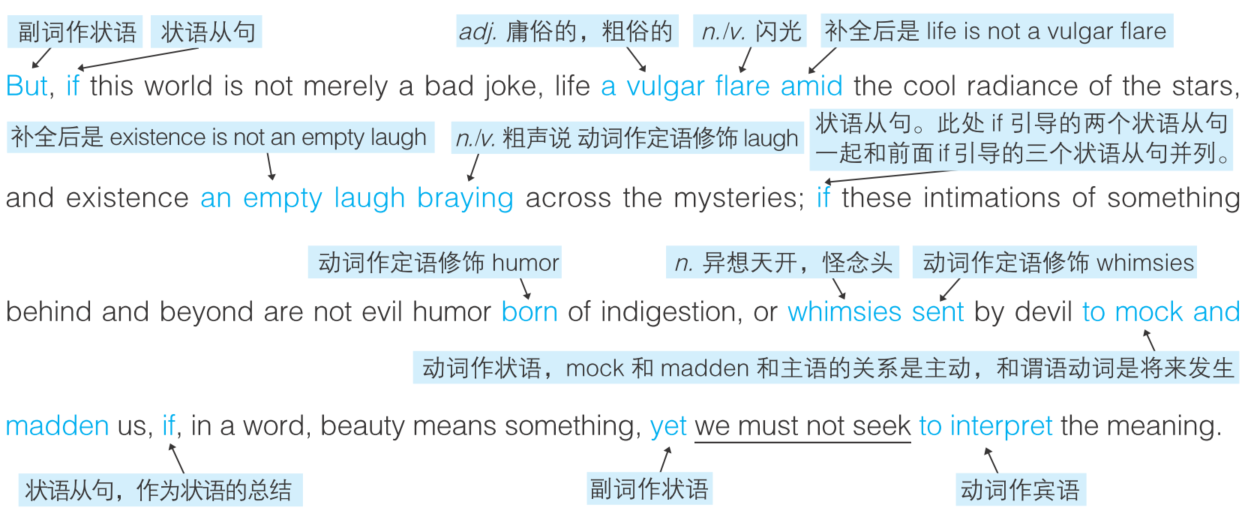 副词作状语 状语从句 adj. 庸俗的，粗俗的 n./v. 闪光 补全后是 life is not a vulgar flare
But, if this world is not merely a bad joke, life a vulgar flare amid the cool radiance of the stars,
补全后是 existence is not an empty laugh n./v. 粗声说 动词作定语修饰 laugh 状语从句。此处 if 引导的两个状语从句
一起和前面 if 引导的三个状语从句并列。
and existence an empty laugh braying across the mysteries; if these intimations of something
动词作定语修饰 humor n. 异想天开，怪念头 动词作定语修饰 whimsies
behind and beyond are not evil humor born of indigestion, or whimsies sent by devil to mock and
动词作状语，mock 和 madden 和主语的关系是主动，和谓语动词是将来发生
madden us, if, in a word, beauty means something, yet we must not seek to interpret the meaning.
状语从句，作为状语的总结 副词作状语 动词作宾语